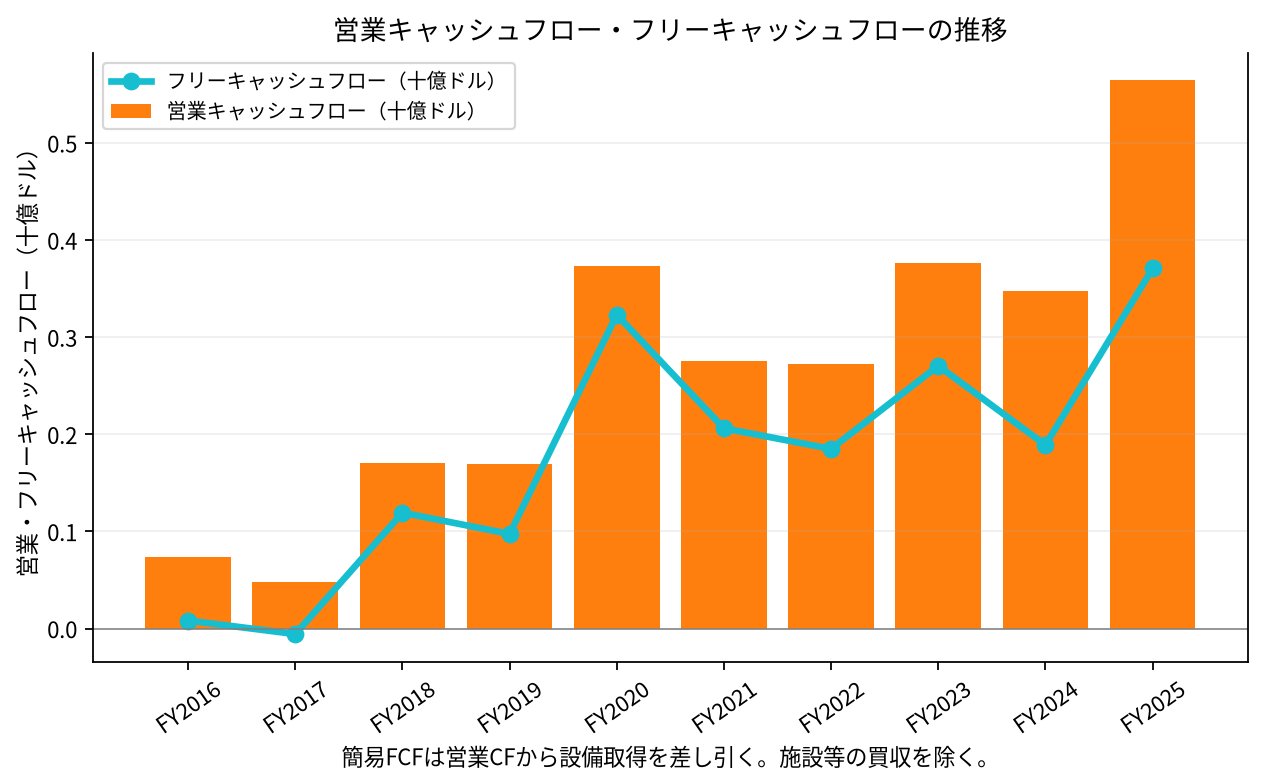 営業キャッシュフロー・フリーキャッシュフローの推移
フリーキャッシュフロー（十億ドル）
営業キャッシュフロー（十億ドル）
営業・フリーキャッシュフロー（十億ドル）
0.5
0.4
0.3
0.2
0.1
0.0
FY2016
FY2017
FY2018
FY2019
FY2020
FY2021
FY2022
FY2023
FY2024
FY2025
簡易FCFは営業CFから設備取得を差し引く。施設等の買収を除く。